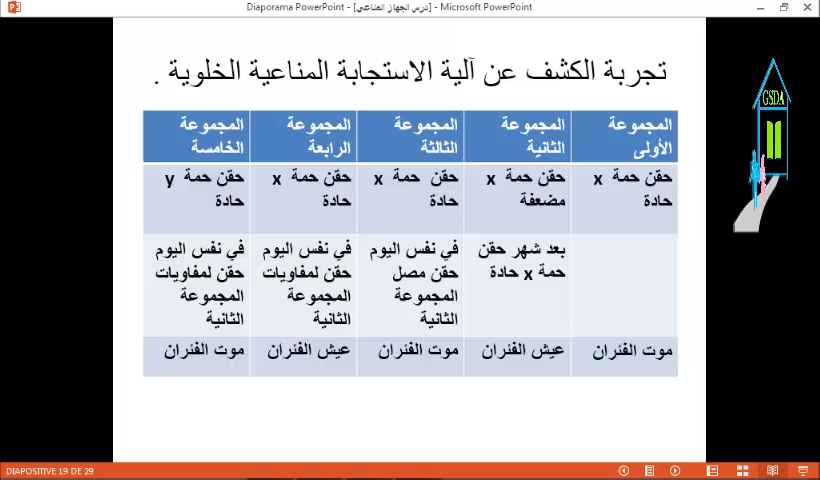 Diaporama PowerPoint - [درس الجهاز المناعي] - Microsoft PowerPoint
تجربة الكشف عن آلية الاستجابة المناعية الخلوية .
GSDA
المجموعة
الأولى
المجموعة
الثانية
المجموعة
الثالثة
المجموعة
الرابعة
المجموعة
الخامسة
حقن حمة x
حادة
حقن حمة x
مضعفة
حقن حمة x
حادة
حقن حمة x
حادة
حقن حمة y
حادة
بعد شهر حقن
حمة x حادة
في نفس اليوم
حقن مصل
المجموعة
الثانية
في نفس اليوم
حقن لمفاويات
المجموعة
الثانية
في نفس اليوم
حقن لمفاويات
المجموعة
الثانية
موت الفئران
عيش الفئران
موت الفئران
عيش الفئران
موت الفئران
DIAPOSITIVE 19 DE 29